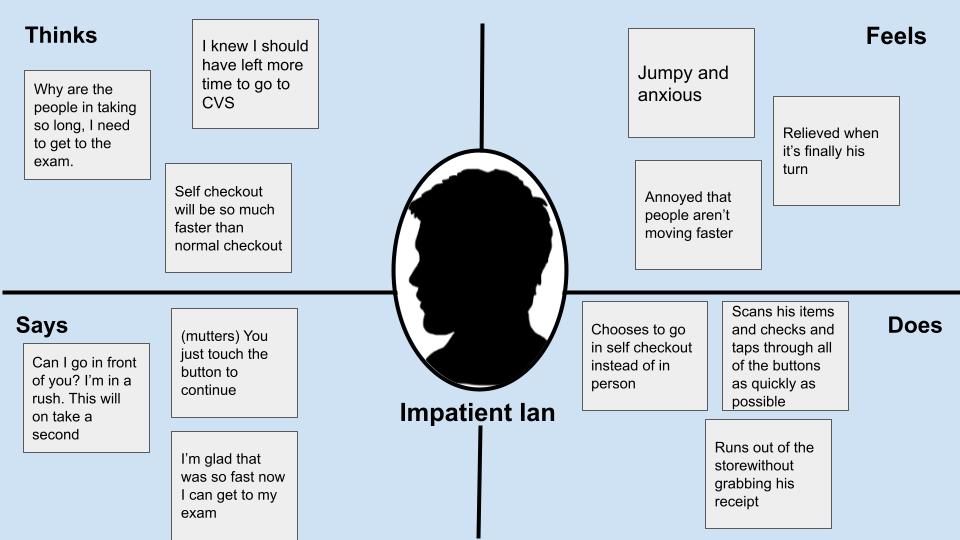 Thinks
I knew I should
have left more
time to go to
CVS
Why are the
people in taking
so long, I need
to get to the
exam.
Self checkout
will be so much
faster than
normal checkout
Feels
Jumpy and
anxious
Relieved when
it’s finally his
turn
Annoyed that
people aren’t
moving faster
Impatient Ian
Says
(mutters) You
just touch the
button to
continue
Can I go in front
of you? I’m in a
rush. This will
on take a
second
I’m glad that
was so fast now
I can get to my
exam
Does
Chooses to go
in self checkout
instead of in
person
Scans his items
and checks and
taps through all
of the buttons
as quickly as
possible
Runs out of the
storewithout
grabbing his
receipt